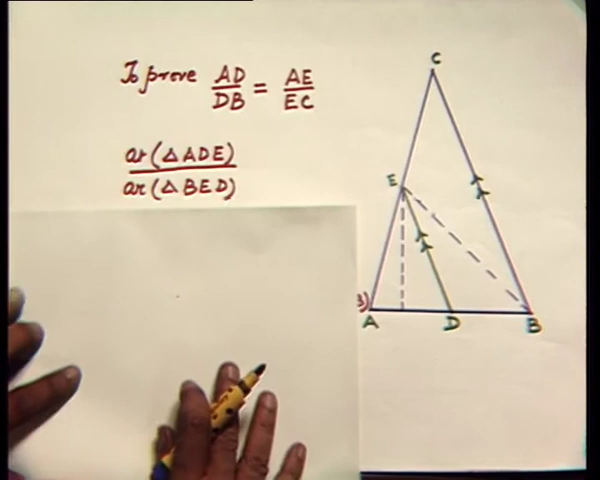 To prove AD/DB = AE/EC
ar(△ADE)/ar(△BED)
C
E
A
D
B